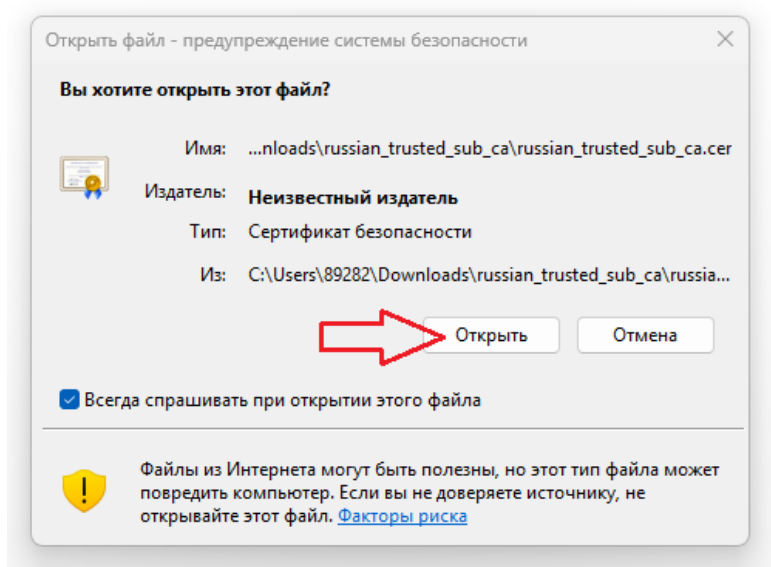 Открыть файл - предупреждение системы безопасности
Вы хотите открыть этот файл?
Имя: ...nloads\russian_trusted_sub_ca\russian_trusted_sub_ca.cer
Издатель: Неизвестный издатель
Тип: Сертификат безопасности
Из: C:\Users\89282\Downloads\russian_trusted_sub_ca\russia...
Открыть Отмена
Всегда спрашивать при открытии этого файла
Файлы из Интернета могут быть полезны, но этот тип файла может
повредить компьютер. Если вы не доверяете источнику, не
открывайте этот файл. Факторы риска